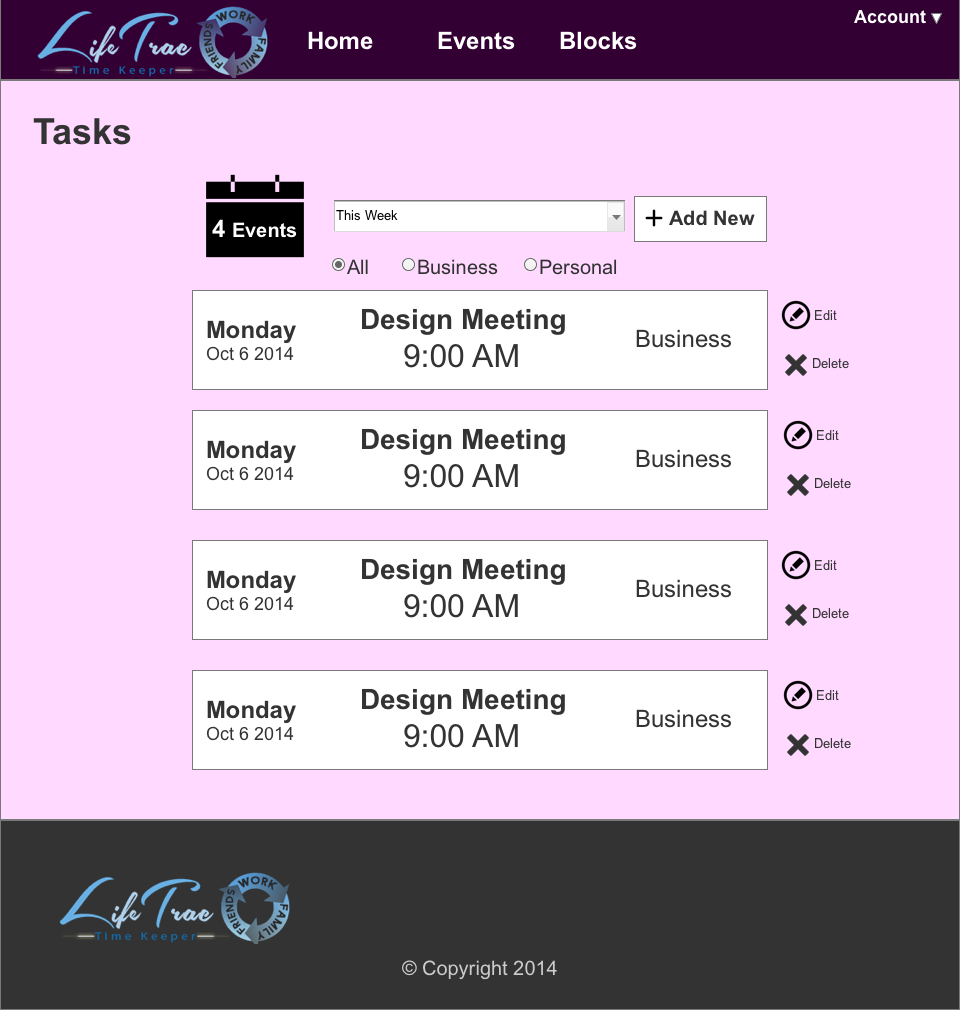 Life Trac
Time Keeper
FRIENDS WORK FAMILY
Home Events Blocks
Account ▾
Tasks
4 Events
This Week
+ Add New
All Business Personal
Monday
Oct 6 2014
Design Meeting
9:00 AM
Business
Edit
Delete
Monday
Oct 6 2014
Design Meeting
9:00 AM
Business
Edit
Delete
Monday
Oct 6 2014
Design Meeting
9:00 AM
Business
Edit
Delete
Monday
Oct 6 2014
Design Meeting
9:00 AM
Business
Edit
Delete
Life Trac
Time Keeper
FRIENDS WORK FAMILY
© Copyright 2014